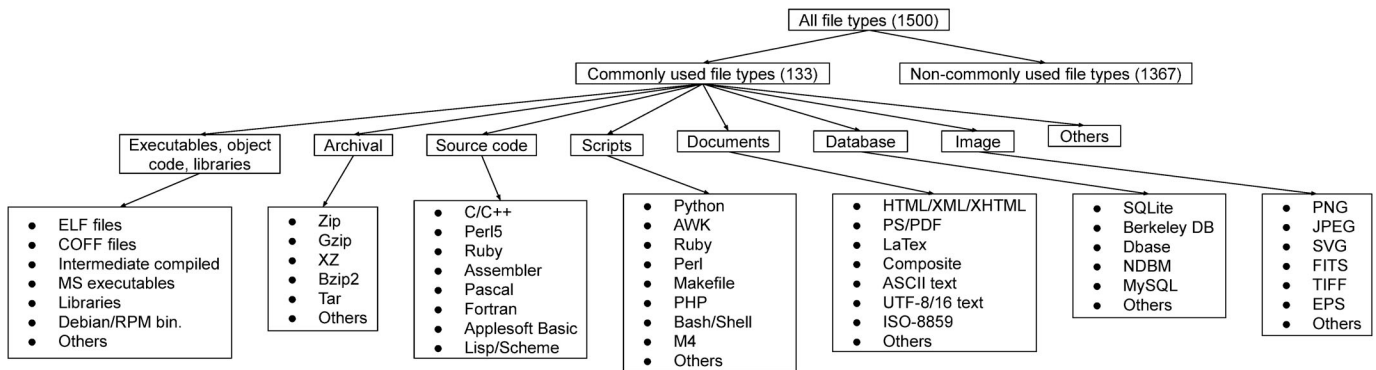 All file types (1500)
Commonly used file types (133)
Non-commonly used file types (1367)
Executables, object
code, libraries
Archival
Source code
Scripts
Documents
Database
Image
Others
● ELF files
● COFF files
● Intermediate compiled
● MS executables
● Libraries
● Debian/RPM bin.
● Others
● Zip
● Gzip
● XZ
● Bzip2
● Tar
● Others
● C/C++
● Perl5
● Ruby
● Assembler
● Pascal
● Fortran
● Applesoft Basic
● Lisp/Scheme
● Python
● AWK
● Ruby
● Perl
● Makefile
● PHP
● Bash/Shell
● M4
● Others
● HTML/XML/XHTML
● PS/PDF
● LaTex
● Composite
● ASCII text
● UTF-8/16 text
● ISO-8859
● Others
● SQLite
● Berkeley DB
● Dbase
● NDBM
● MySQL
● Others
● PNG
● JPEG
● SVG
● FITS
● TIFF
● EPS
● Others